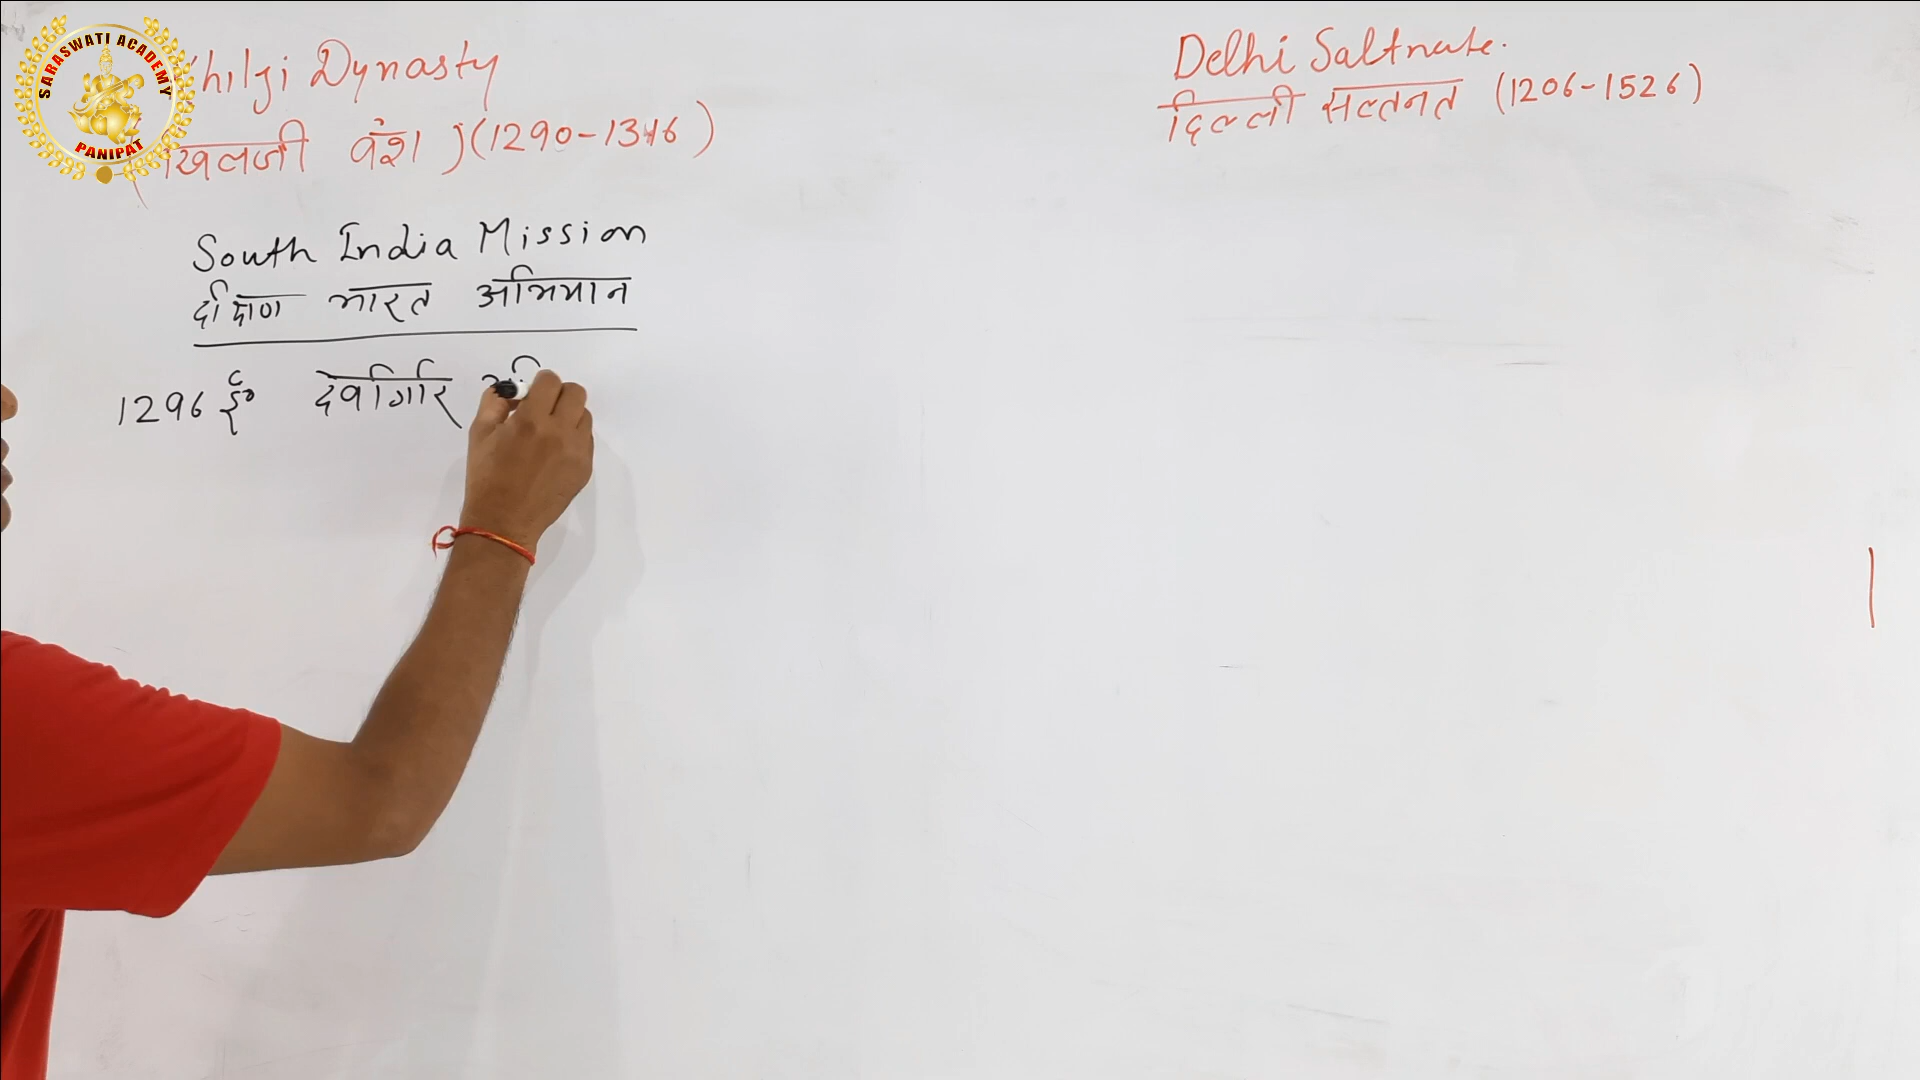 SARASWATI ACADEMY
PANIPAT
Khilji Dynasty
(खिलजी वंश) (1290-1316)
Delhi Saltnate.
दिल्ली सल्तनत (1206-1526)
South India Mission
दक्षिण भारत अभियान
1296 ई० देवगिरि